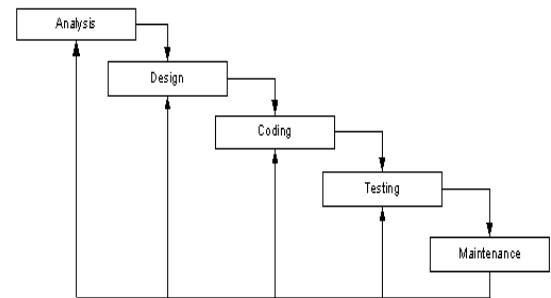 Analysis
Design
Coding
Testing
Maintenance